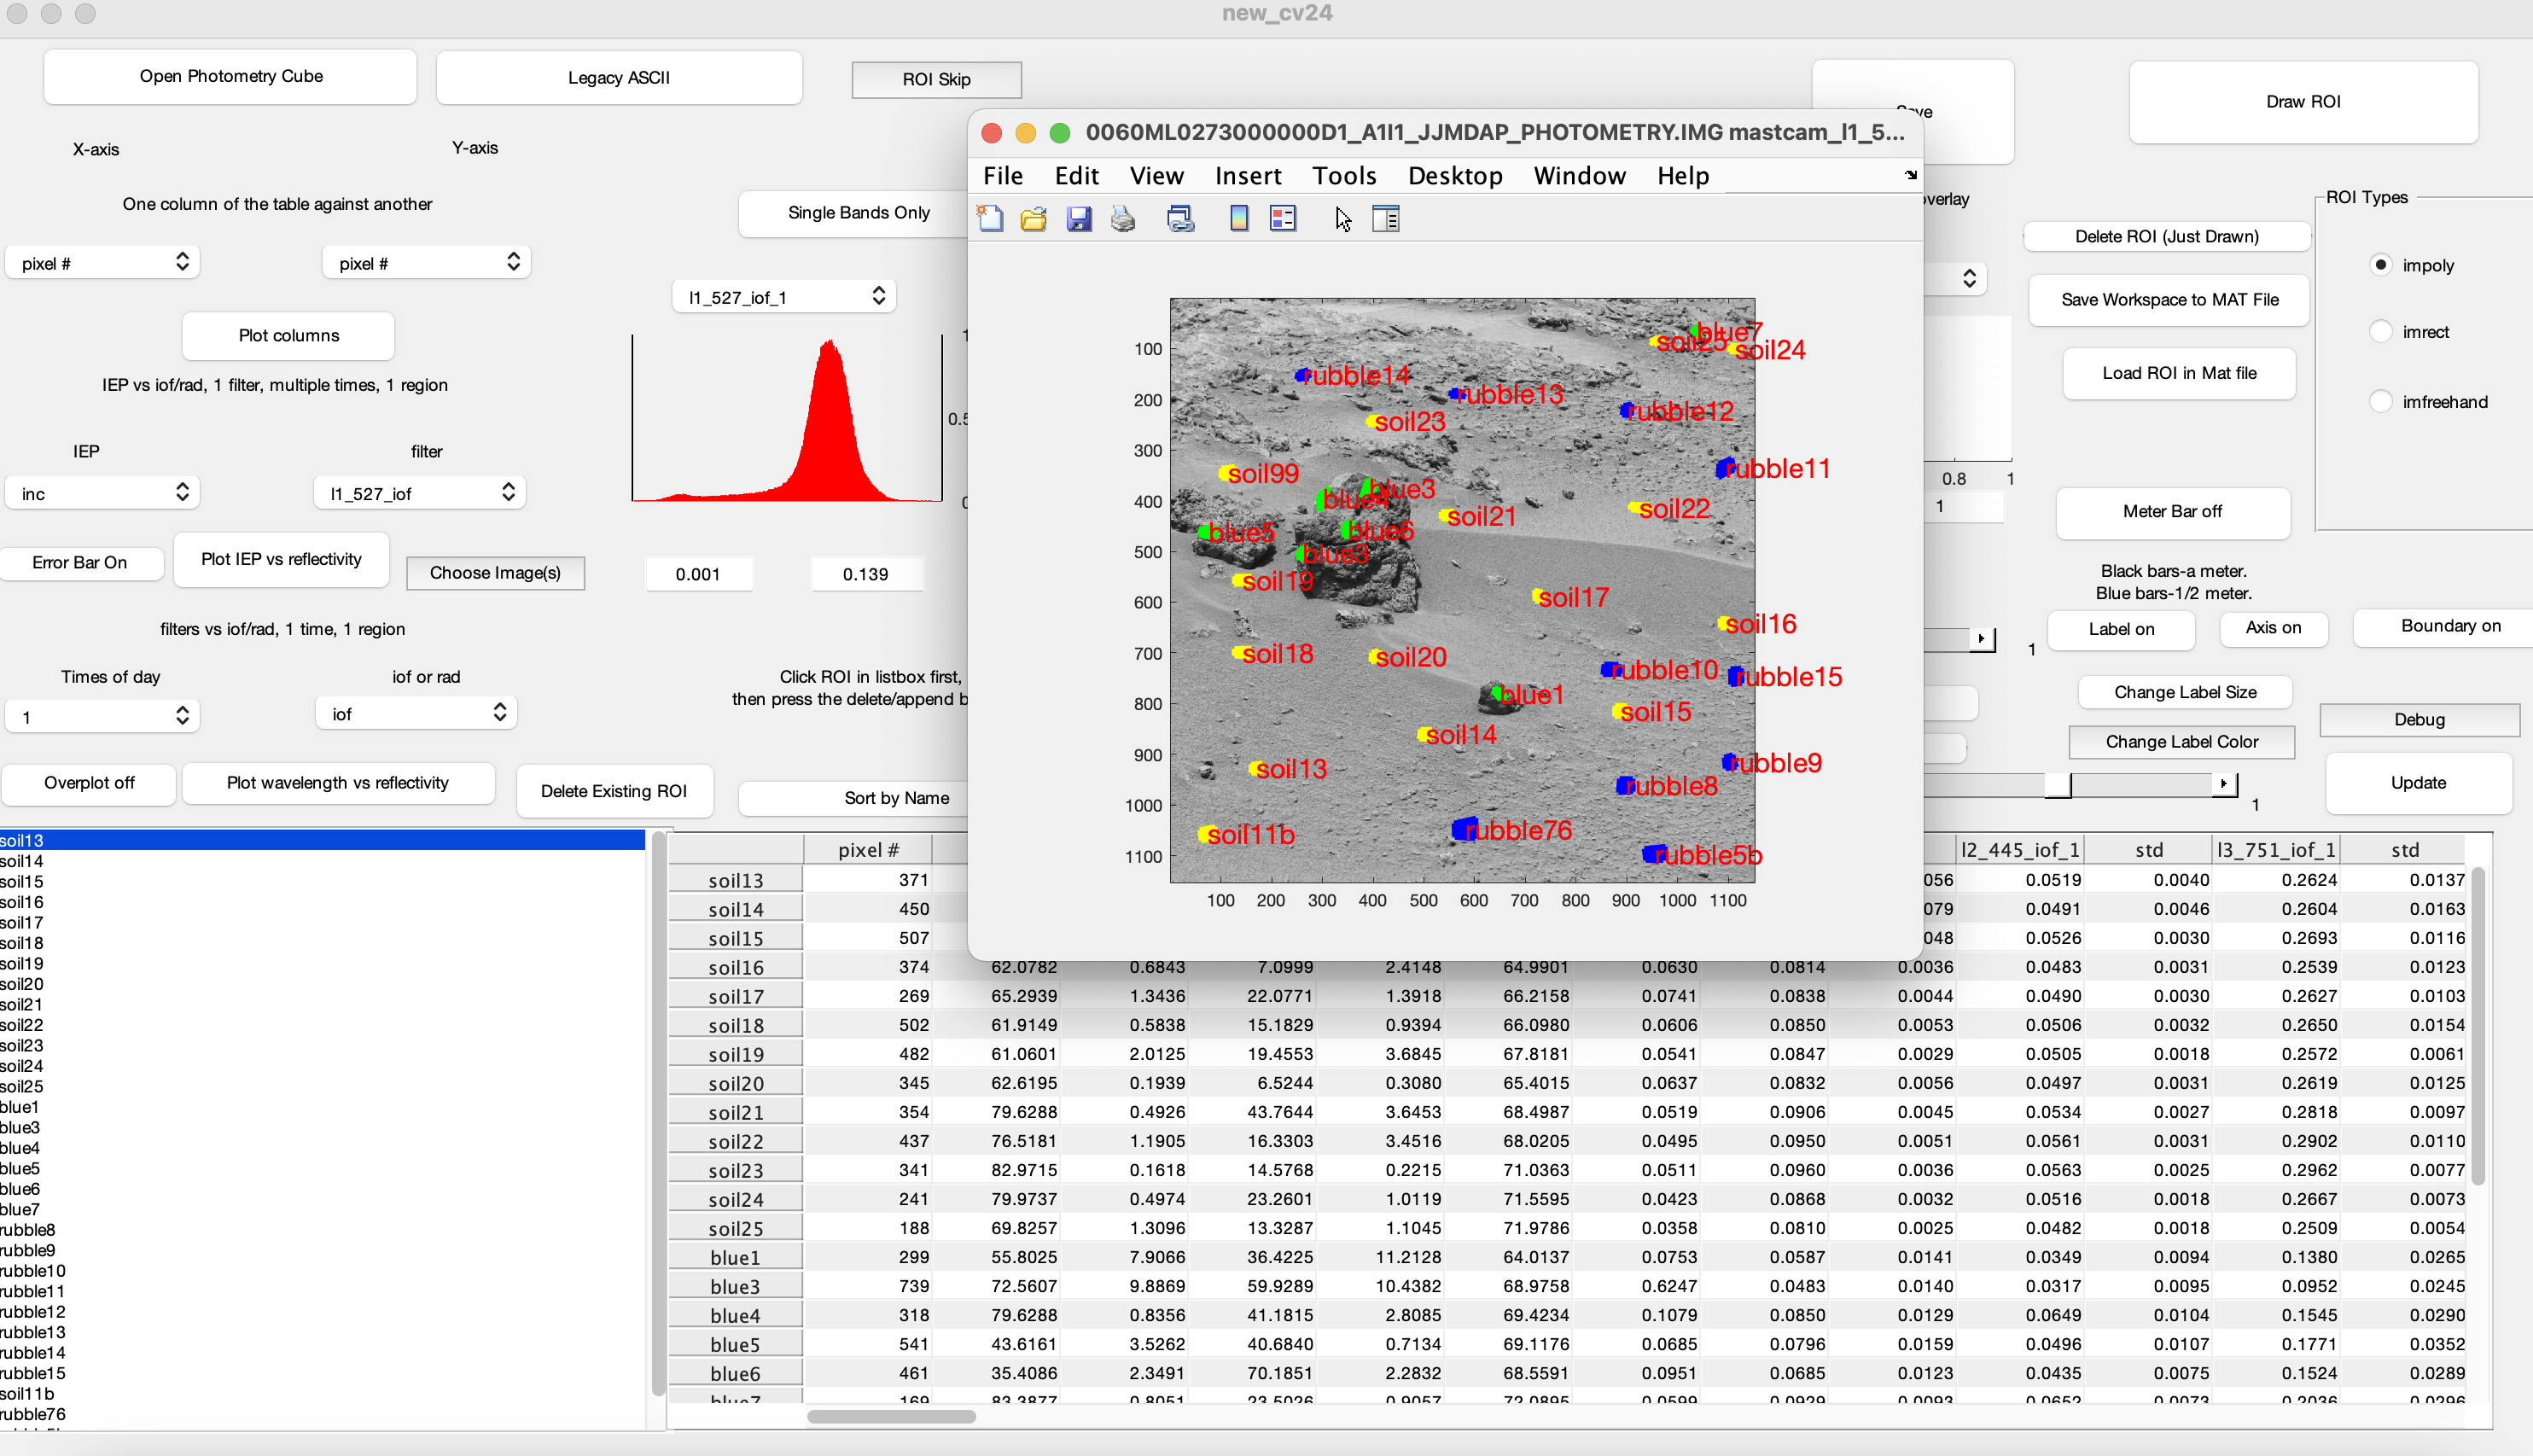 new_cv24
Open Photometry Cube
Legacy ASCII
ROI Skip
Draw ROI
X-axis
Y-axis
One column of the table against another
pixel #
pixel #
Plot columns
IEP vs iof/rad, 1 filter, multiple times, 1 region
IEP
filter
inc
l1_527_iof
Error Bar On
Plot IEP vs reflectivity
Choose Image(s)
filters vs iof/rad, 1 time, 1 region
Times of day
iof or rad
1
iof
Overplot off
Plot wavelength vs reflectivity
Delete Existing ROI
Single Bands Only
l1_527_iof_1
0.001
0.139
Click ROI in listbox first,
then press the delete/append
Sort by Name
0060ML0273000000D1_A1I1_JJMDAP_PHOTOMETRY.IMG mastcam_l1_5...
File Edit View Insert Tools Desktop Window Help
100
200
300
400
500
600
700
800
900
1000
1100
100 200 300 400 500 600 700 800 900 1000 1100
blue7
soil25
soil24
rubble14
rubble13
rubble12
soil23
rubble11
soil99
blue3
blue4
soil22
soil21
blue5
blue6
blue3
soil19
soil17
soil16
soil18
soil20
rubble10
rubble15
blue1
soil15
soil14
rubble9
soil13
rubble8
soil11b
rubble76
rubble5b
0.8 1
1
1
1
Delete ROI (Just Drawn)
Save Workspace to MAT File
Load ROI in Mat file
Meter Bar off
ROI Types
impoly
imrect
imfreehand
Black bars-a meter.
Blue bars-1/2 meter.
Label on
Axis on
Boundary on
Change Label Size
Change Label Color
Debug
Update
soil13
soil14
soil15
soil16
soil17
soil18
soil19
soil20
soil21
soil22
soil23
soil24
soil25
blue1
blue3
blue4
blue5
blue6
blue7
rubble8
rubble9
rubble10
rubble11
rubble12
rubble13
rubble14
rubble15
soil11b
rubble76
pixel # l2_445_iof_1 std l3_751_iof_1 std
soil13 371 0.0519 0.0040 0.2624 0.0137
soil14 450 0.0491 0.0046 0.2604 0.0163
soil15 507 0.0526 0.0030 0.2693 0.0116
soil16 374 62.0782 0.6843 7.0999 2.4148 64.9901 0.0630 0.0814 0.0036 0.0483 0.0031 0.2539 0.0123
soil17 269 65.2939 1.3436 22.0771 1.3918 66.2158 0.0741 0.0838 0.0044 0.0490 0.0030 0.2627 0.0103
soil18 502 61.9149 0.5838 15.1829 0.9394 66.0980 0.0606 0.0850 0.0053 0.0506 0.0032 0.2650 0.0154
soil19 482 61.0601 2.0125 19.4553 3.6845 67.8181 0.0541 0.0847 0.0029 0.0505 0.0018 0.2572 0.0061
soil20 345 62.6195 0.1939 6.5244 0.3080 65.4015 0.0637 0.0832 0.0056 0.0497 0.0031 0.2619 0.0125
soil21 354 79.6288 0.4926 43.7644 3.6453 68.4987 0.0519 0.0906 0.0045 0.0534 0.0027 0.2818 0.0097
soil22 437 76.5181 1.1905 16.3303 3.4516 68.0205 0.0495 0.0950 0.0051 0.0561 0.0031 0.2902 0.0110
soil23 341 82.9715 0.1618 14.5768 0.2215 71.0363 0.0511 0.0960 0.0036 0.0563 0.0025 0.2962 0.0077
soil24 241 79.9737 0.4974 23.2601 1.0119 71.5595 0.0423 0.0868 0.0032 0.0516 0.0018 0.2667 0.0073
soil25 188 69.8257 1.3096 13.3287 1.1045 71.9786 0.0358 0.0810 0.0025 0.0482 0.0018 0.2509 0.0054
blue1 299 55.8025 7.9066 36.4225 11.2128 64.0137 0.0753 0.0587 0.0141 0.0349 0.0094 0.1380 0.0265
blue3 739 72.5607 9.8869 59.9289 10.4382 68.9758 0.6247 0.0483 0.0140 0.0317 0.0095 0.0952 0.0245
blue4 318 79.6288 0.8356 41.1815 2.8085 69.4234 0.1079 0.0850 0.0129 0.0649 0.0104 0.1545 0.0290
blue5 541 43.6161 3.5262 40.6840 0.7134 69.1176 0.0685 0.0796 0.0159 0.0496 0.0107 0.1771 0.0352
blue6 461 35.4086 2.3491 70.1851 2.2832 68.5591 0.0951 0.0685 0.0123 0.0435 0.0075 0.1524 0.0289